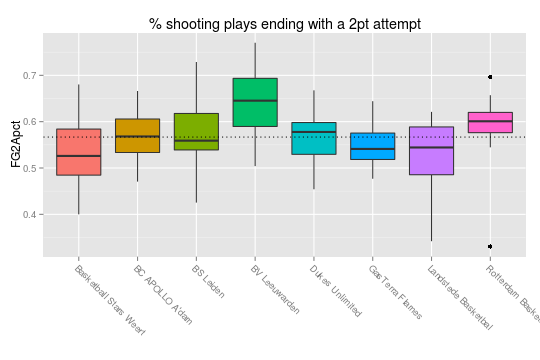 % shooting plays ending with a 2pt attempt
FG2Apct
0.7
0.6
0.5
0.4
Basketball Stars Weert
BC APOLLO A'dam
BS Leiden
BV Leeuwarden
Dukes Unlimited
GasTerra Flames
Landstede Basketbal
Rotterdam Baske